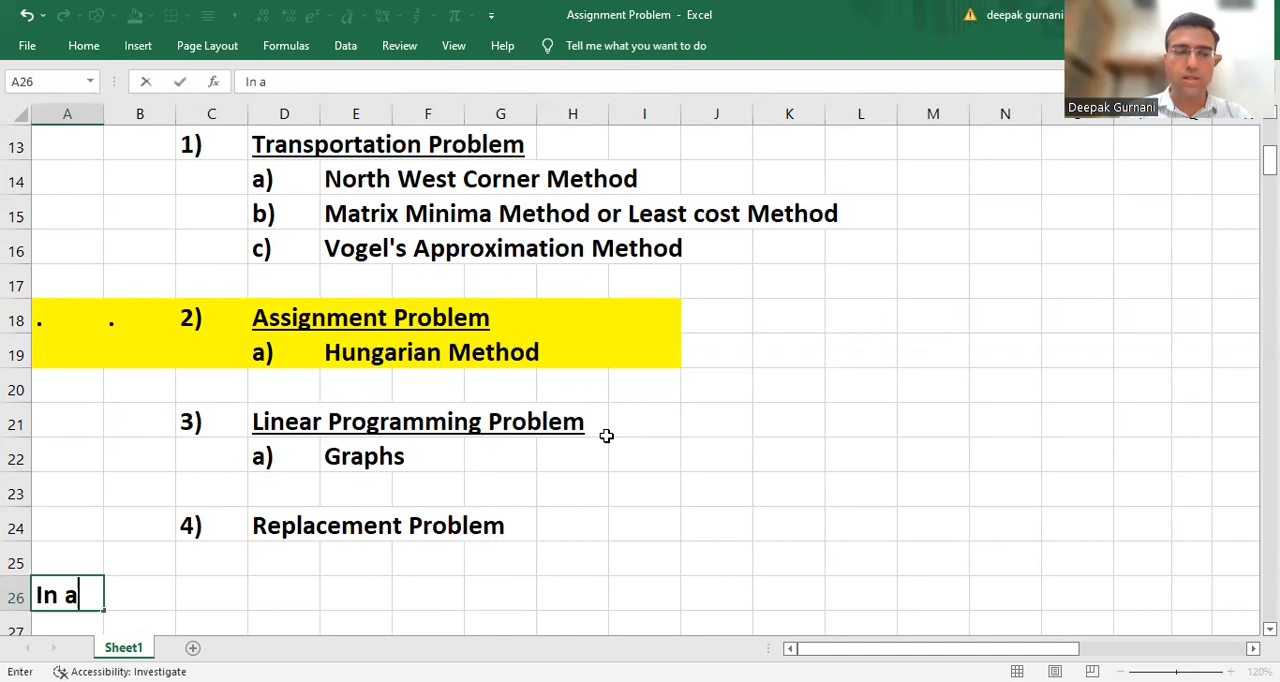 Assignment Problem - Excel
deepak gurnani
File Home Insert Page Layout Formulas Data Review View Help Tell me what you want to do
A26 fx In a
Deepak Gurnani
A B C D E F G H I J K L M N
13 1) Transportation Problem
14 a) North West Corner Method
15 b) Matrix Minima Method or Least cost Method
16 c) Vogel's Approximation Method
17
18 . . 2) Assignment Problem
19 a) Hungarian Method
20
21 3) Linear Programming Problem
22 a) Graphs
23
24 4) Replacement Problem
25
26 In a
27
Sheet1
Enter Accessibility: Investigate 120%